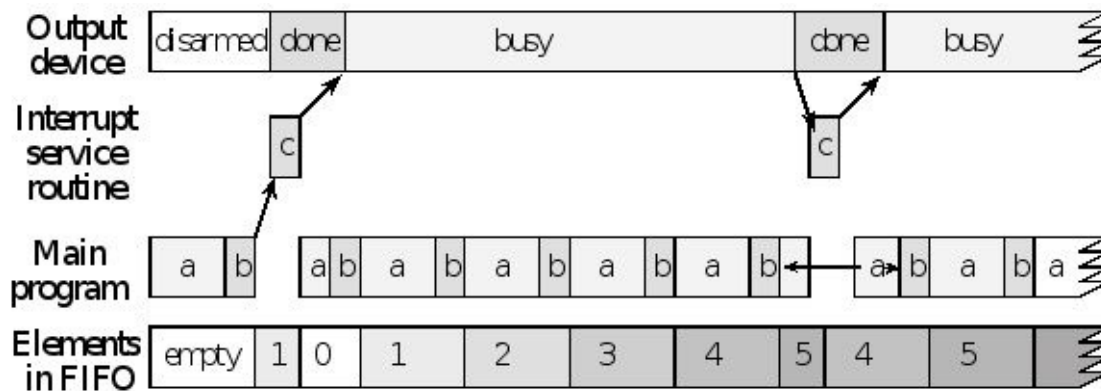 Output device
disarmed done busy done busy
Interrupt service routine
c c
Main program
a b a b a b a b a b a b a b a b a
Elements in FIFO
empty 1 0 1 2 3 4 5 4 5